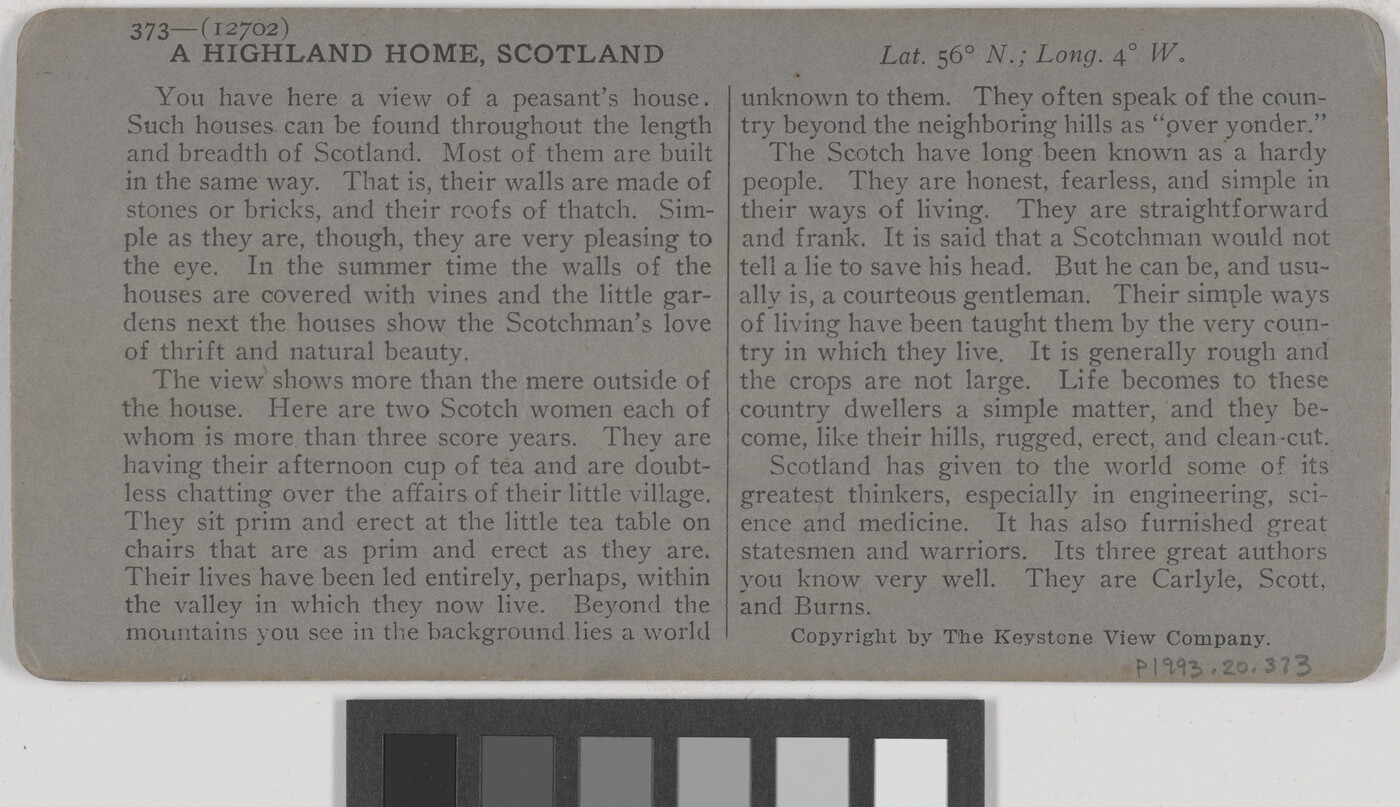 373—(12702)
A HIGHLAND HOME, SCOTLAND
Lat. 56° N.; Long. 4° W.
You have here a view of a peasant's house.
Such houses can be found throughout the length
and breadth of Scotland. Most of them are built
in the same way. That is, their walls are made of
stones or bricks, and their roofs of thatch. Sim-
ple as they are, though, they are very pleasing to
the eye. In the summer time the walls of the
houses are covered with vines and the little gar-
dens next the houses show the Scotchman's love
of thrift and natural beauty.
The view shows more than the mere outside of
the house. Here are two Scotch women each of
whom is more than three score years. They are
having their afternoon cup of tea and are doubt-
less chatting over the affairs of their little village.
They sit prim and erect at the little tea table on
chairs that are as prim and erect as they are.
Their lives have been led entirely, perhaps, within
the valley in which they now live. Beyond the
mountains you see in the background lies a world
unknown to them. They often speak of the coun-
try beyond the neighboring hills as "over yonder."
The Scotch have long been known as a hardy
people. They are honest, fearless, and simple in
their ways of living. They are straightforward
and frank. It is said that a Scotchman would not
tell a lie to save his head. But he can be, and usu-
ally is, a courteous gentleman. Their simple ways
of living have been taught them by the very coun-
try in which they live. It is generally rough and
the crops are not large. Life becomes to these
country dwellers a simple matter, and they be-
come, like their hills, rugged, erect, and clean-cut.
Scotland has given to the world some of its
greatest thinkers, especially in engineering, sci-
ence and medicine. It has also furnished great
statesmen and warriors. Its three great authors
you know very well. They are Carlyle, Scott,
and Burns.
Copyright by The Keystone View Company.
P1993.20.373